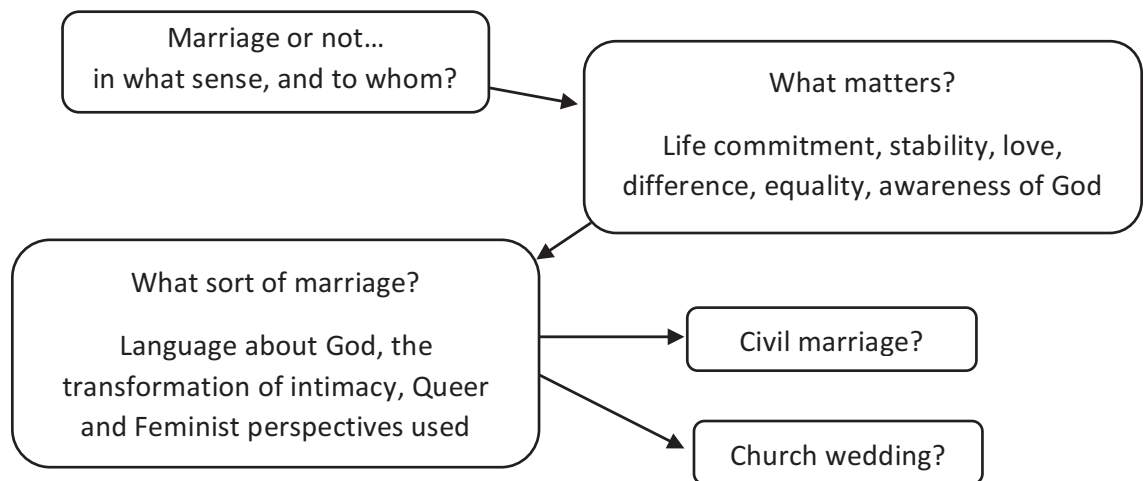 Marriage or not…
in what sense, and to whom?
What matters?
Life commitment, stability, love,
difference, equality, awareness of God
What sort of marriage?
Language about God, the
transformation of intimacy, Queer
and Feminist perspectives used
Civil marriage?
Church wedding?